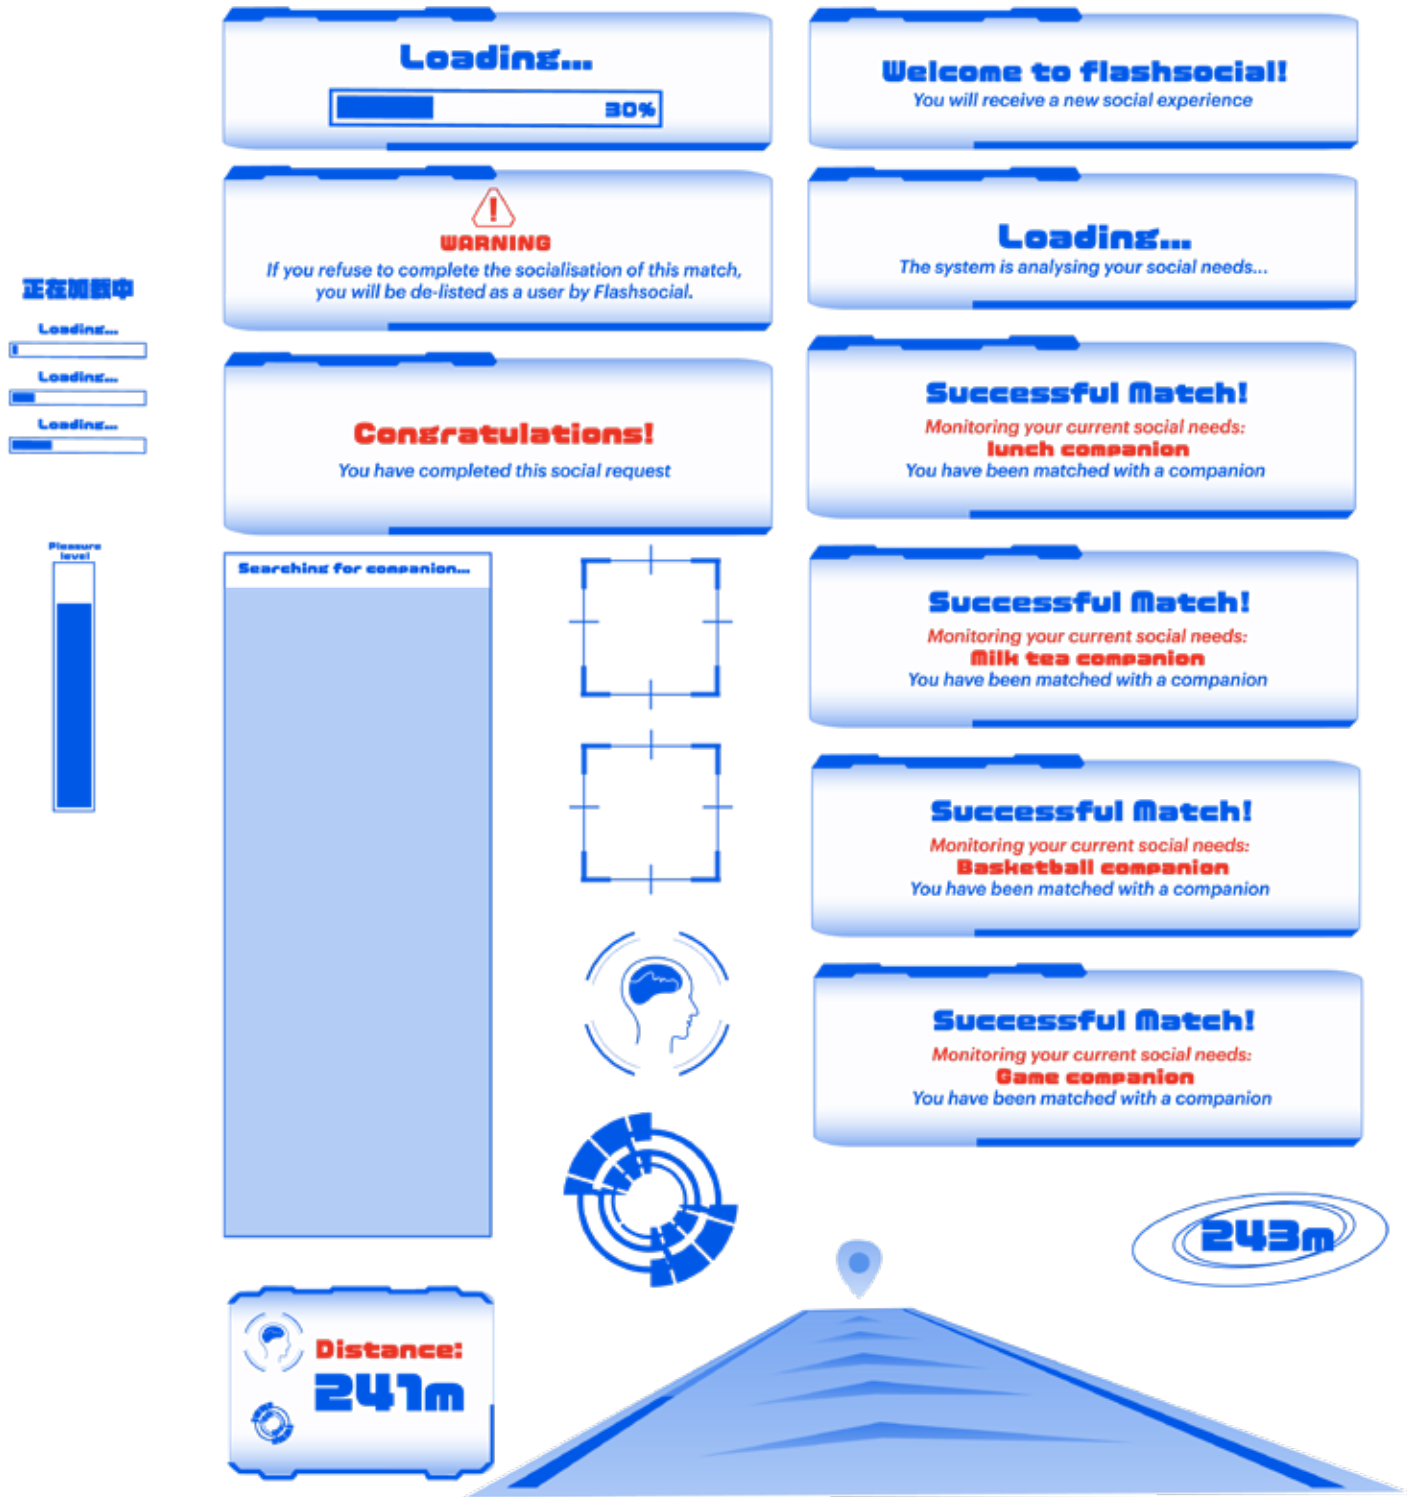 正在加载中
Loading...
Loading...
Loading...
Pleasure
level
Loading...
30%
WARNING
If you refuse to complete the socialisation of this match,
you will be de-listed as a user by Flashsocial.
Congratulations!
You have completed this social request
Searching for companion...
Distance:
241m
Welcome to flashsocial!
You will receive a new social experience
Loading...
The system is analysing your social needs...
Successful Match!
Monitoring your current social needs:
lunch companion
You have been matched with a companion
Successful Match!
Monitoring your current social needs:
Milk tea companion
You have been matched with a companion
Successful Match!
Monitoring your current social needs:
Basketball companion
You have been matched with a companion
Successful Match!
Monitoring your current social needs:
Game companion
You have been matched with a companion
243m